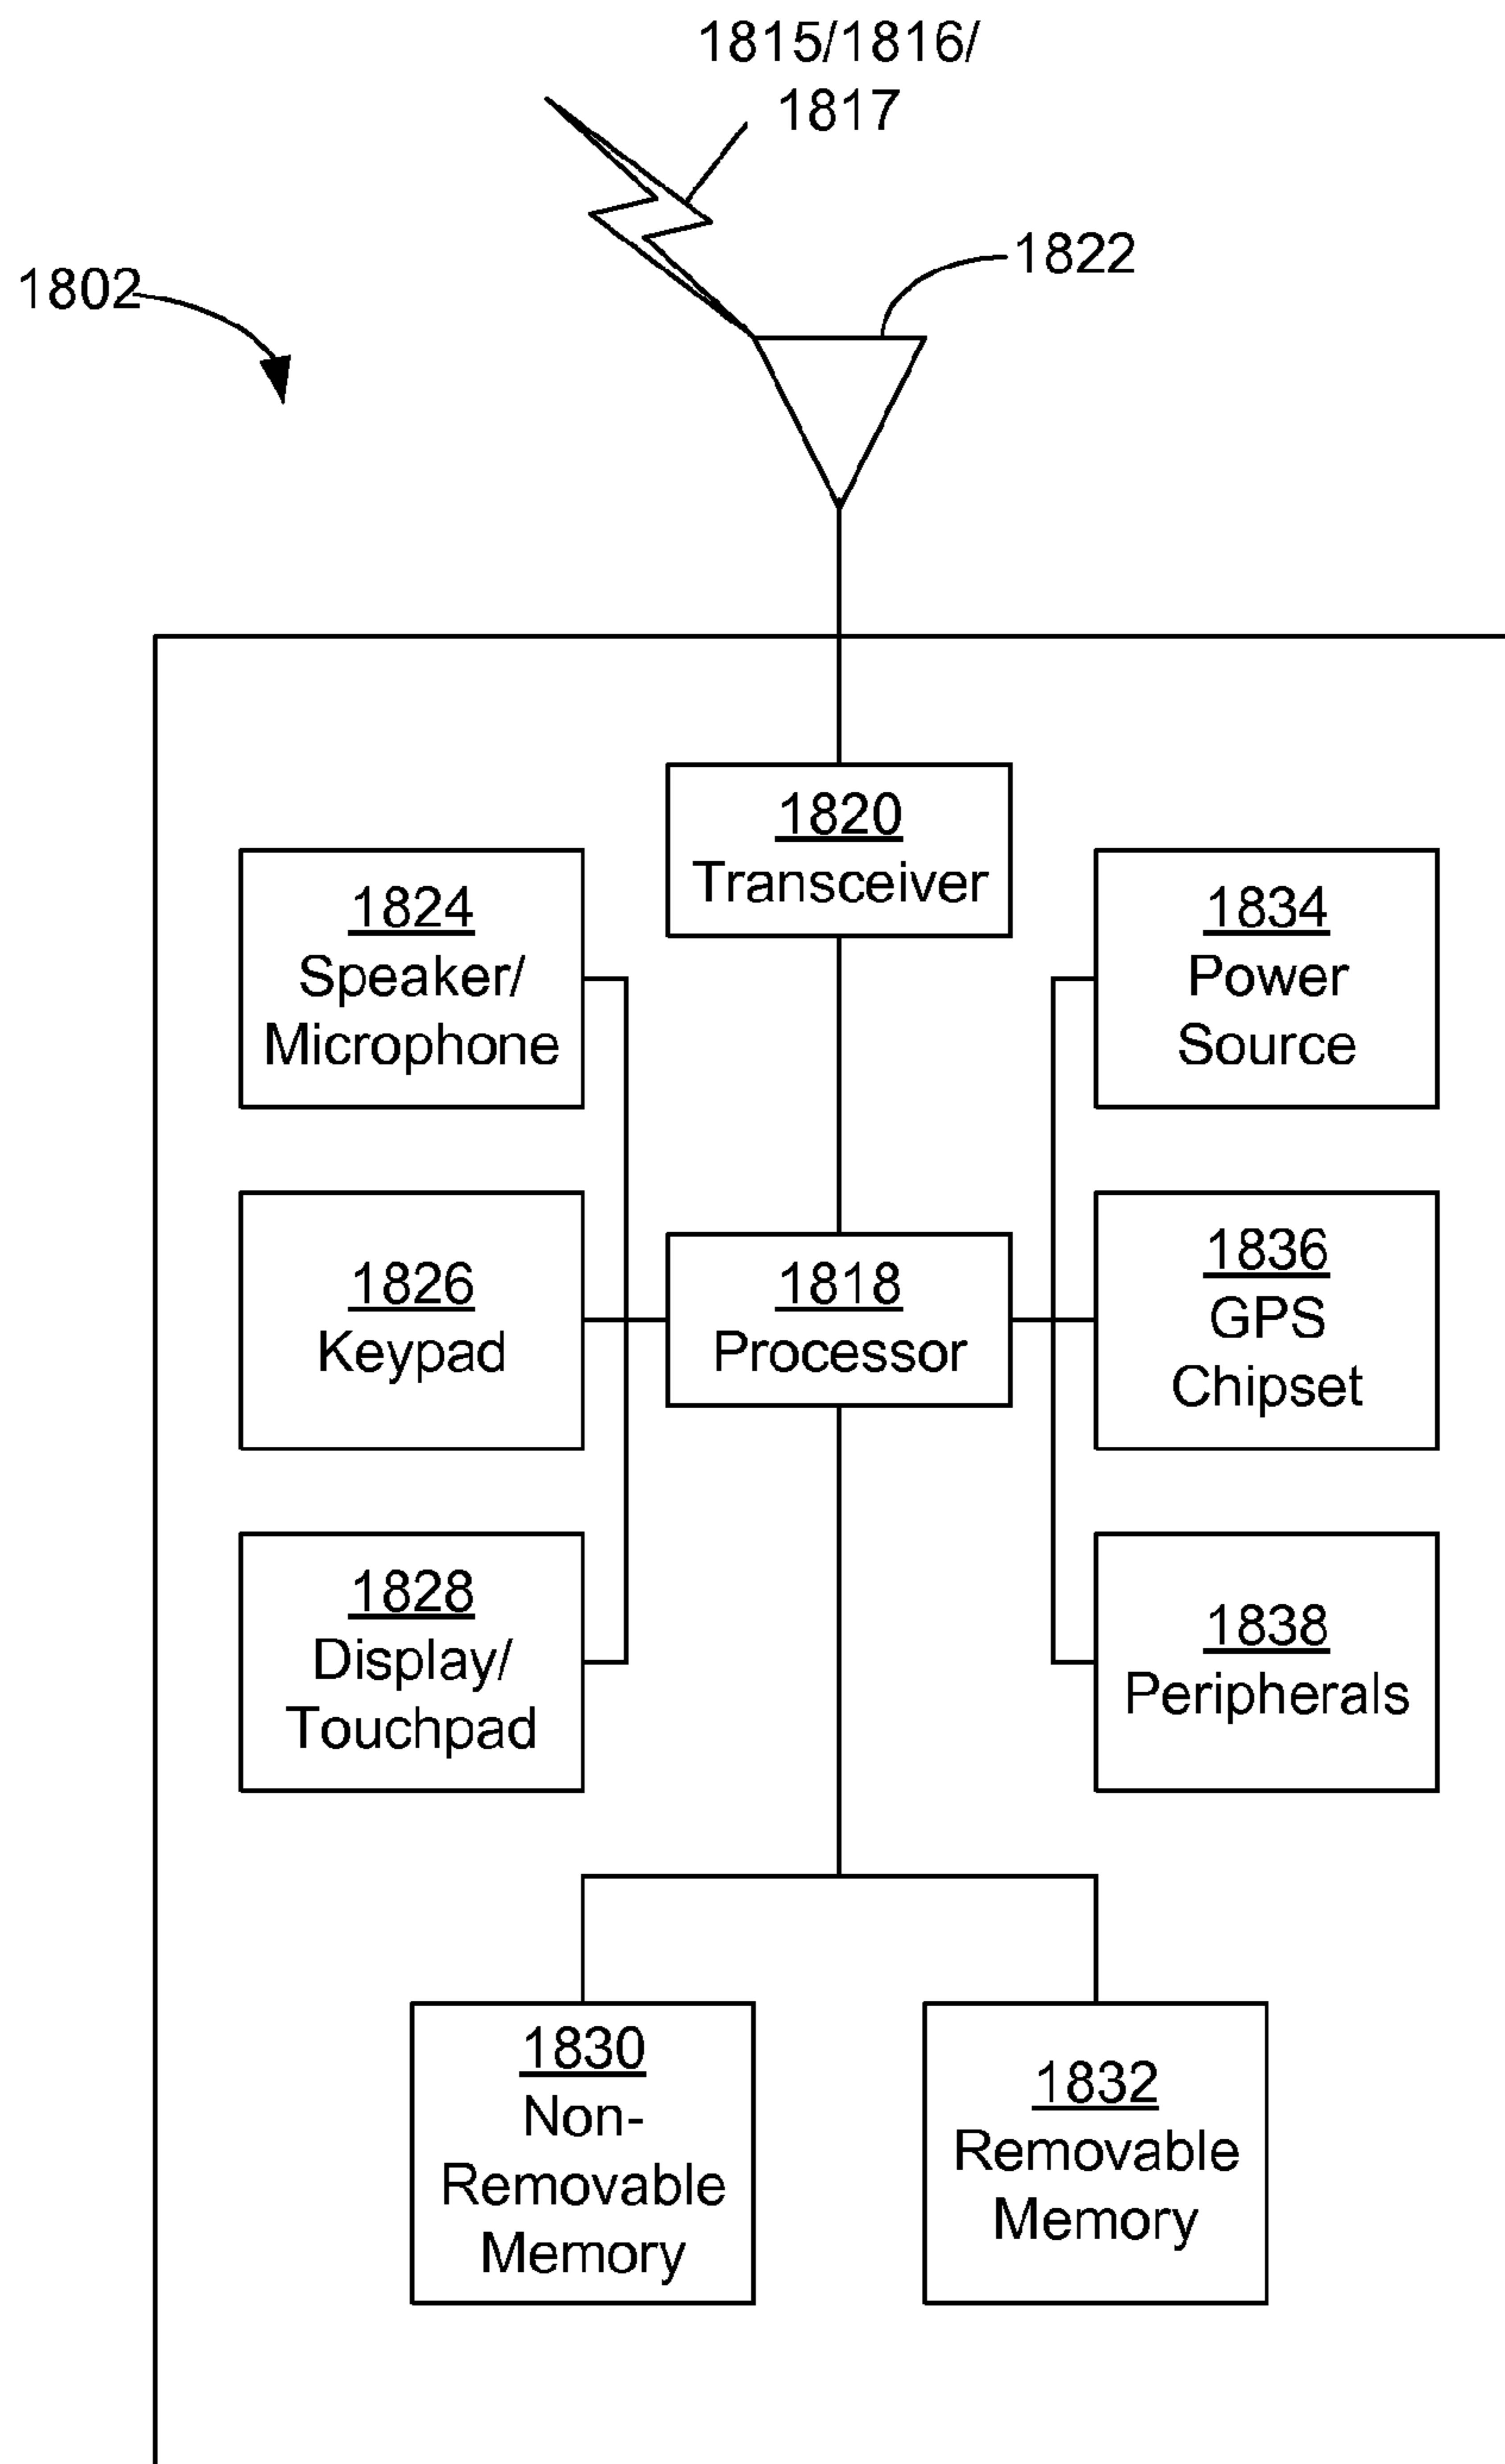 1815/1816/
1817
1822
1802
1820
Transceiver
1824
Speaker/
Microphone
1834
Power
Source
1826
Keypad
1818
Processor
1836
GPS
Chipset
1828
Display/
Touchpad
1838
Peripherals
1830
Non-
Removable
Memory
1832
Removable
Memory